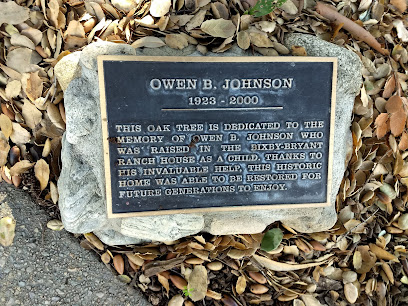 OWEN B. JOHNSON
1923 - 2000
THIS OAK TREE IS DEDICATED TO THE
MEMORY OF OWEN B. JOHNSON WHO
WAS RAISED IN THE BIXBY-BRYANT
RANCH HOUSE AS A CHILD. THANKS TO
HIS INVALUABLE HELP, THIS HISTORIC
HOME WAS ABLE TO BE RESTORED FOR
FUTURE GENERATIONS TO ENJOY.